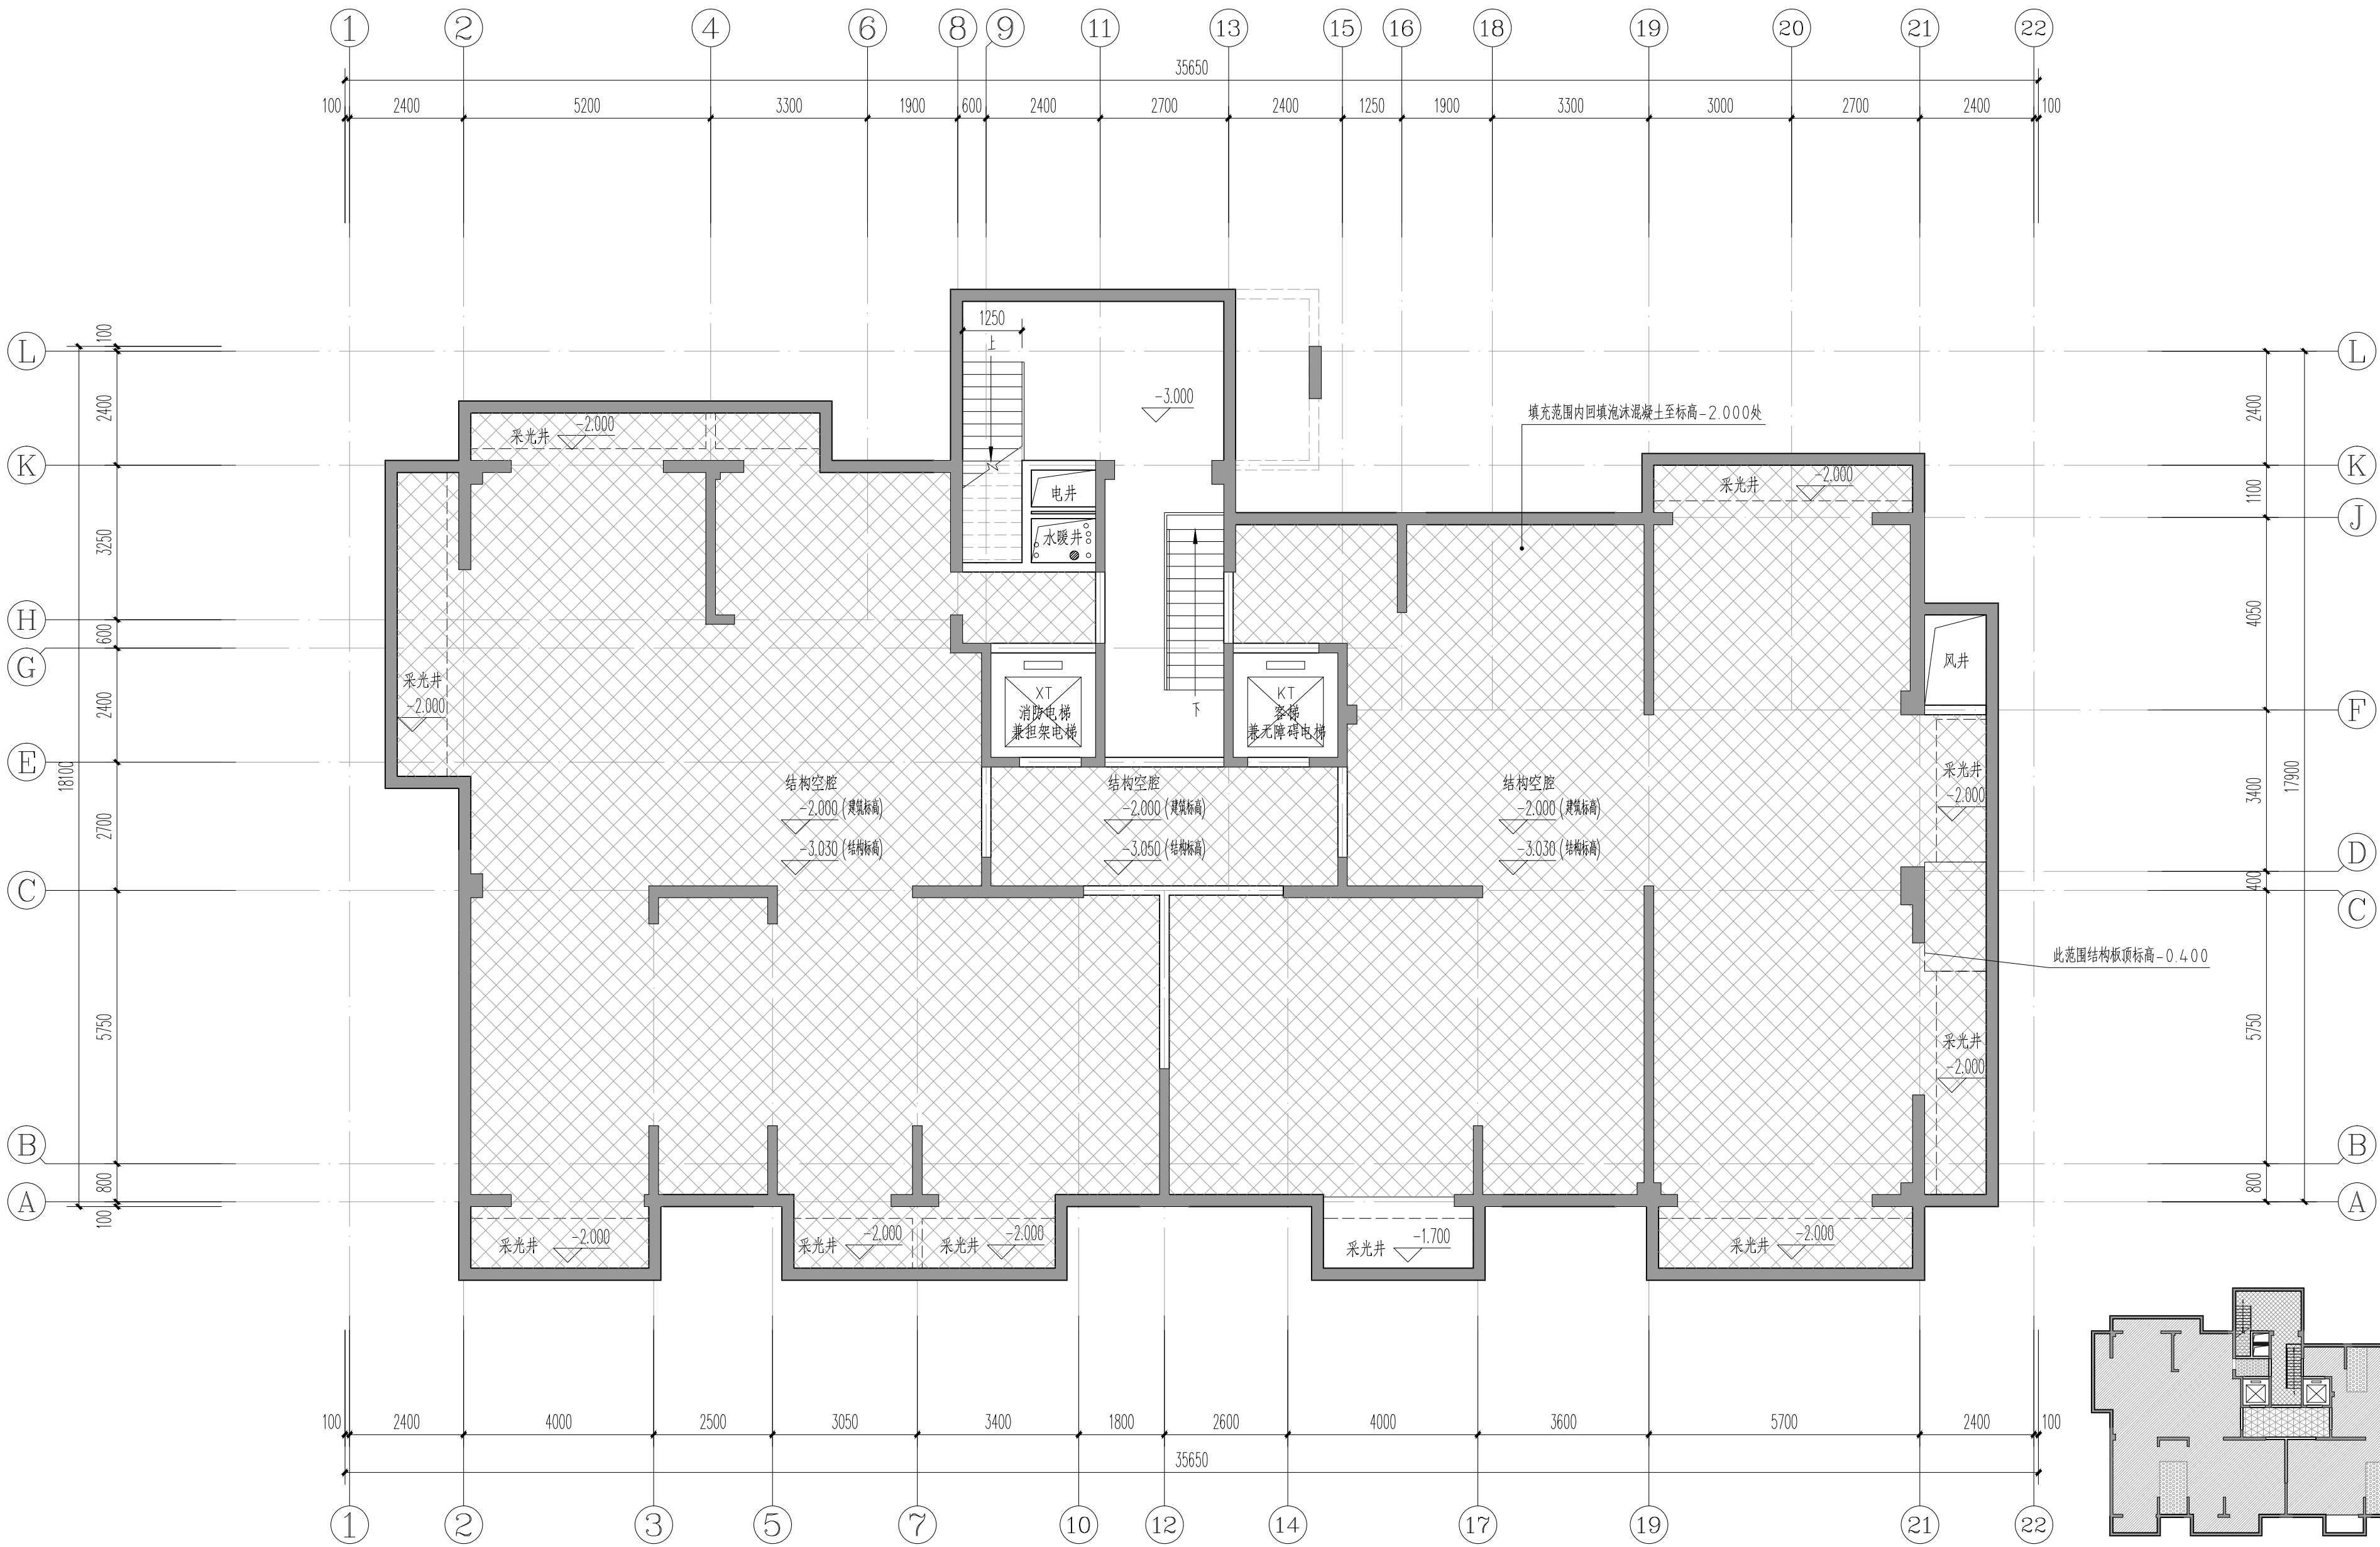 1 2 4 6 8 9 11 13 15 16 18 19 20 21 22
35650
100 2400 5200 3300 1900 600 2400 2700 2400 1250 1900 3300 3000 2700 2400 100
L
L
100
2400
2400
1250
上
-3.000
填充范围内回填泡沫混凝土至标高-2.000处
采光井 -2.000
K
K
采光井 -2.000
电井
1100
J
3250
水暖井
H
600
G
4050
风井
采光井
-2.000
2400
XT
消防电梯
兼担架电梯
下
KT
客梯
兼无障碍电梯
F
E
18100
17900
采光井
-2.000
3400
结构空腔
-2.000(建筑标高)
-3.030(结构标高)
结构空腔
-2.000(建筑标高)
-3.050(结构标高)
结构空腔
-2.000(建筑标高)
-3.030(结构标高)
2700
D
400
C
C
此范围结构板顶标高-0.400
5750
5750
采光井
-2.000
B
B
800
800
A
A
100
采光井 -2.000
采光井 -2.000
采光井 -2.000
采光井 -1.700
采光井 -2.000
100 2400 4000 2500 3050 3400 1800 2600 4000 3600 5700 2400 100
35650
1 2 3 5 7 10 12 14 17 19 21 22